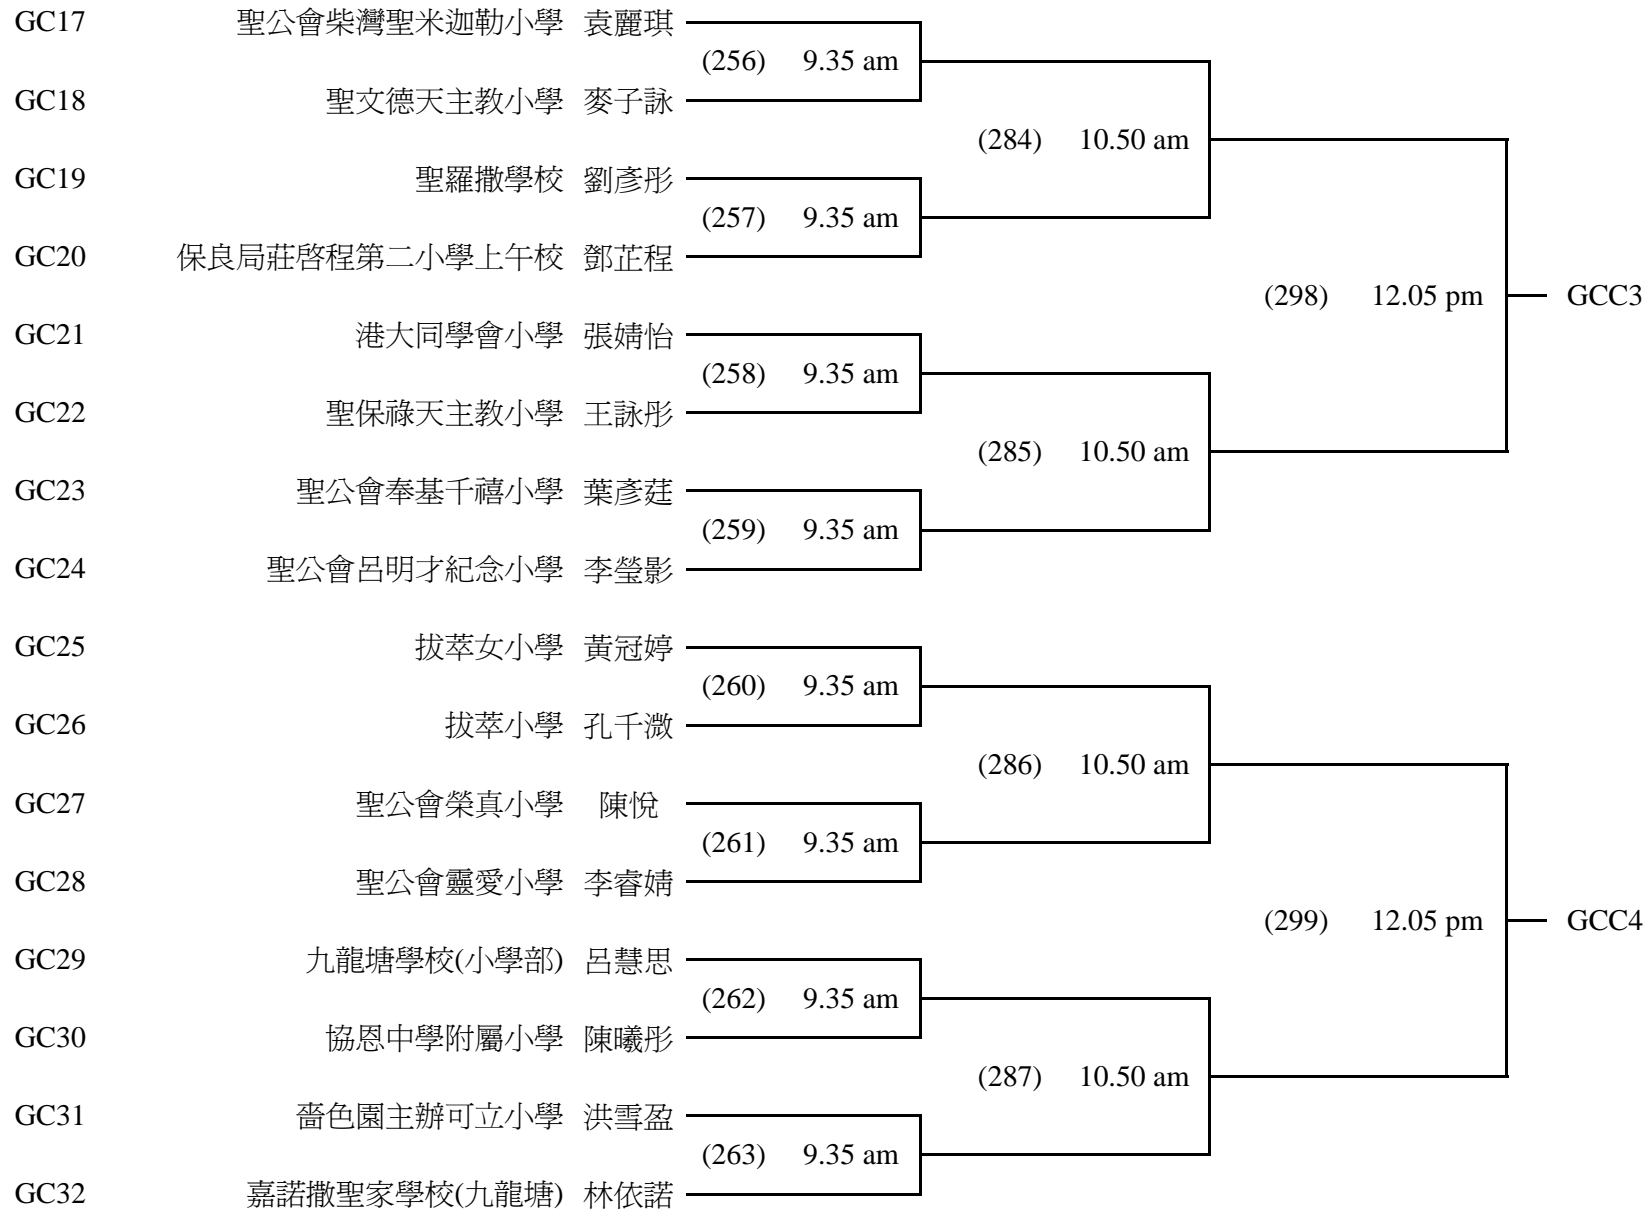 GC17 聖公會柴灣聖米迦勒小學 袁麗琪
(256) 9.35 am
GC18 聖文德天主教小學 麥子詠
(284) 10.50 am
GC19 聖羅撒學校 劉彥彤
(257) 9.35 am
GC20 保良局莊啓程第二小學上午校 鄧芷程
(298) 12.05 pm GCC3
GC21 港大同學會小學 張婧怡
(258) 9.35 am
GC22 聖保祿天主教小學 王詠彤
(285) 10.50 am
GC23 聖公會奉基千禧小學 葉彥莛
(259) 9.35 am
GC24 聖公會呂明才紀念小學 李瑩影
GC25 拔萃女小學 黃冠婷
(260) 9.35 am
GC26 拔萃小學 孔千溦
(286) 10.50 am
GC27 聖公會榮真小學 陳悅
(261) 9.35 am
GC28 聖公會靈愛小學 李睿婧
(299) 12.05 pm GCC4
GC29 九龍塘學校(小學部) 呂慧思
(262) 9.35 am
GC30 協恩中學附屬小學 陳曦彤
(287) 10.50 am
GC31 嗇色園主辦可立小學 洪雪盈
(263) 9.35 am
GC32 嘉諾撒聖家學校(九龍塘) 林依諾